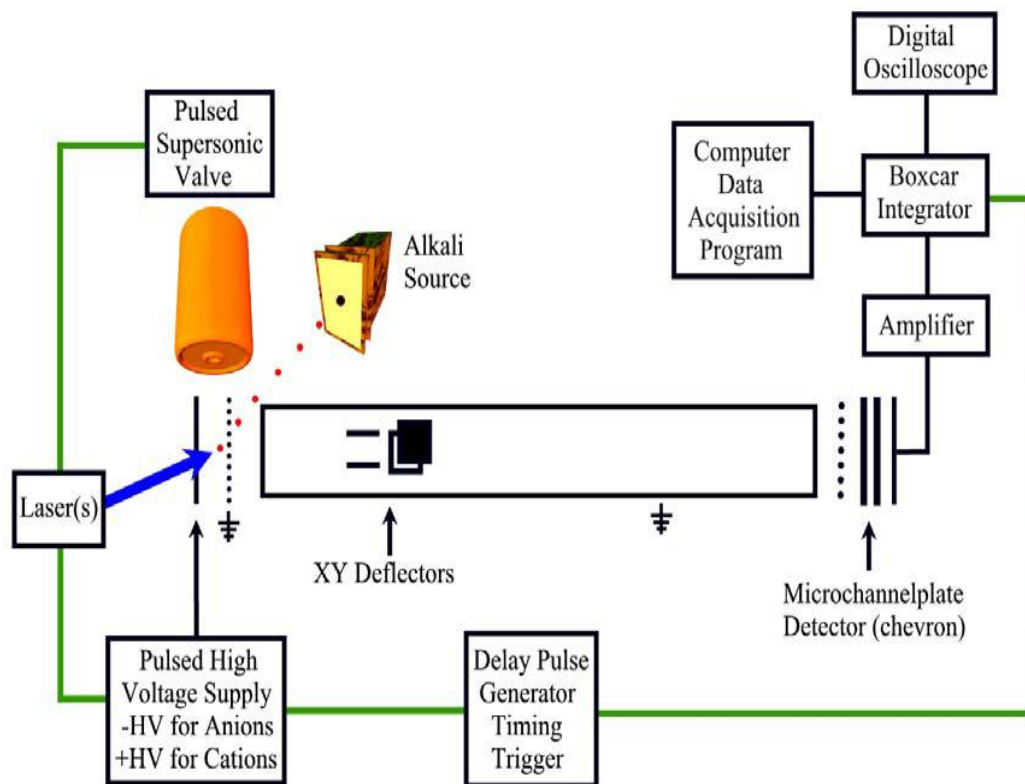 Digital
Oscilloscope
Pulsed
Supersonic
Valve
Computer
Data
Acquisition
Program
Boxcar
Integrator
Alkali
Source
Amplifier
Laser(s)
XY Deflectors
Microchannelplate
Detector (chevron)
Pulsed High
Voltage Supply
-HV for Anions
+HV for Cations
Delay Pulse
Generator
Timing
Trigger